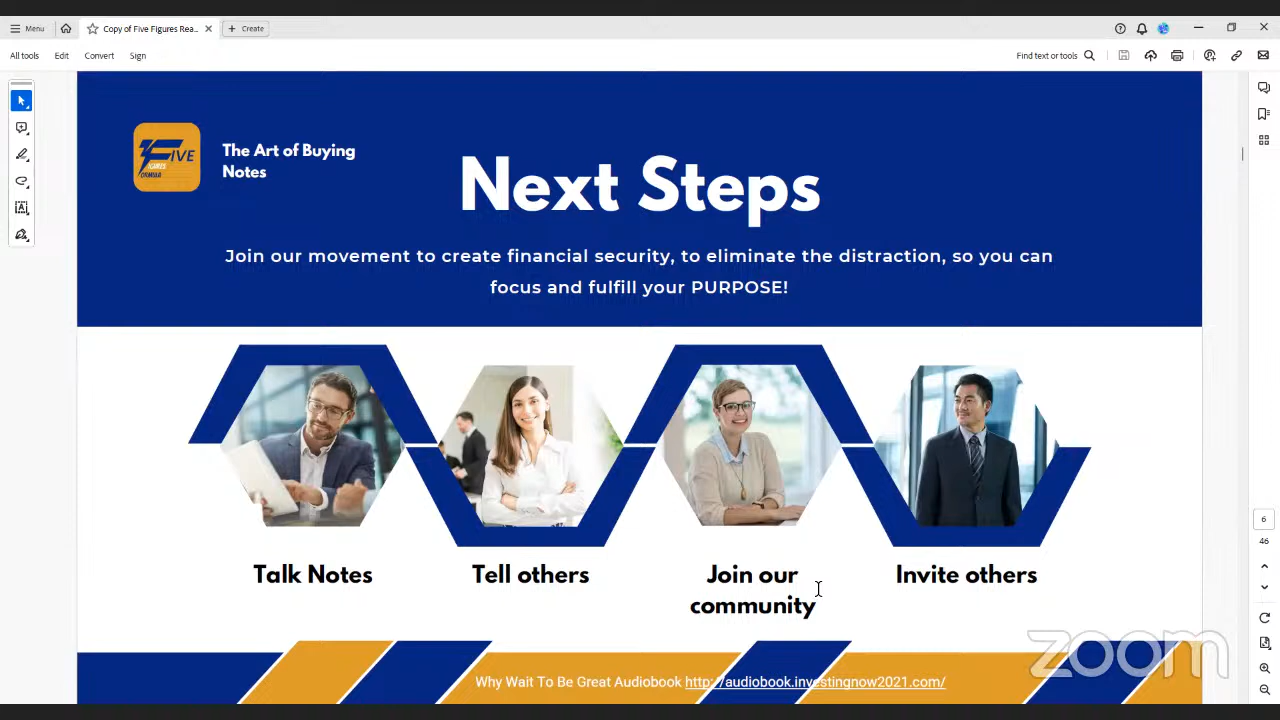 Menu
Copy of Five Figures Rea...
Create
All tools
Edit
Convert
Sign
Find text or tools
FIVE
IGURES
ORMULA
The Art of Buying
Notes
Next Steps
Join our movement to create financial security, to eliminate the distraction, so you can
focus and fulfill your PURPOSE!
Talk Notes
Tell others
Join our
community
Invite others
6
46
zoom
Why Wait To Be Great Audiobook http://audiobook.investingnow2021.com/